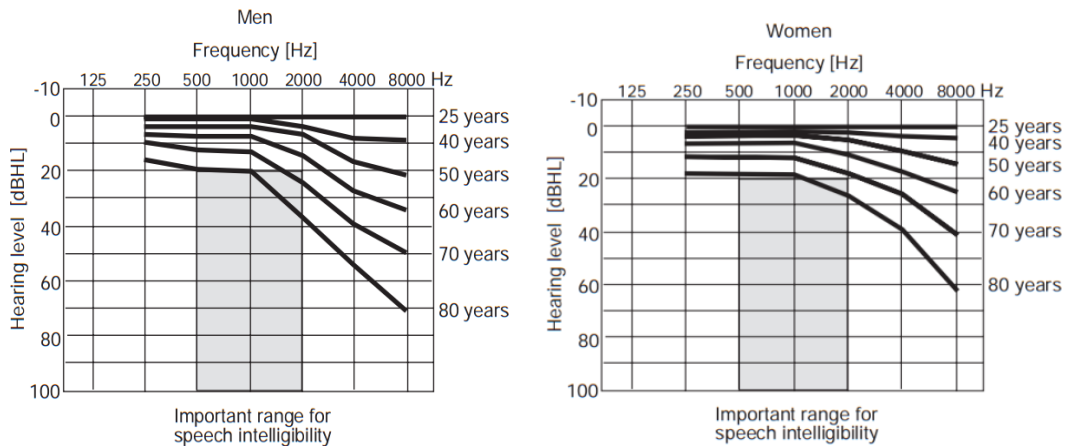 Men
Frequency [Hz]
125 250 500 1000 2000 4000 8000 Hz
-10
0
20
40
60
80
100
Hearing level [dBHL]
25 years
40 years
50 years
60 years
70 years
80 years
Important range for
speech intelligibility
Women
Frequency [Hz]
125 250 500 1000 2000 4000 8000 Hz
-10
0
20
40
60
80
100
Hearing level [dBHL]
25 years
40 years
50 years
60 years
70 years
80 years
Important range for
speech intelligibility